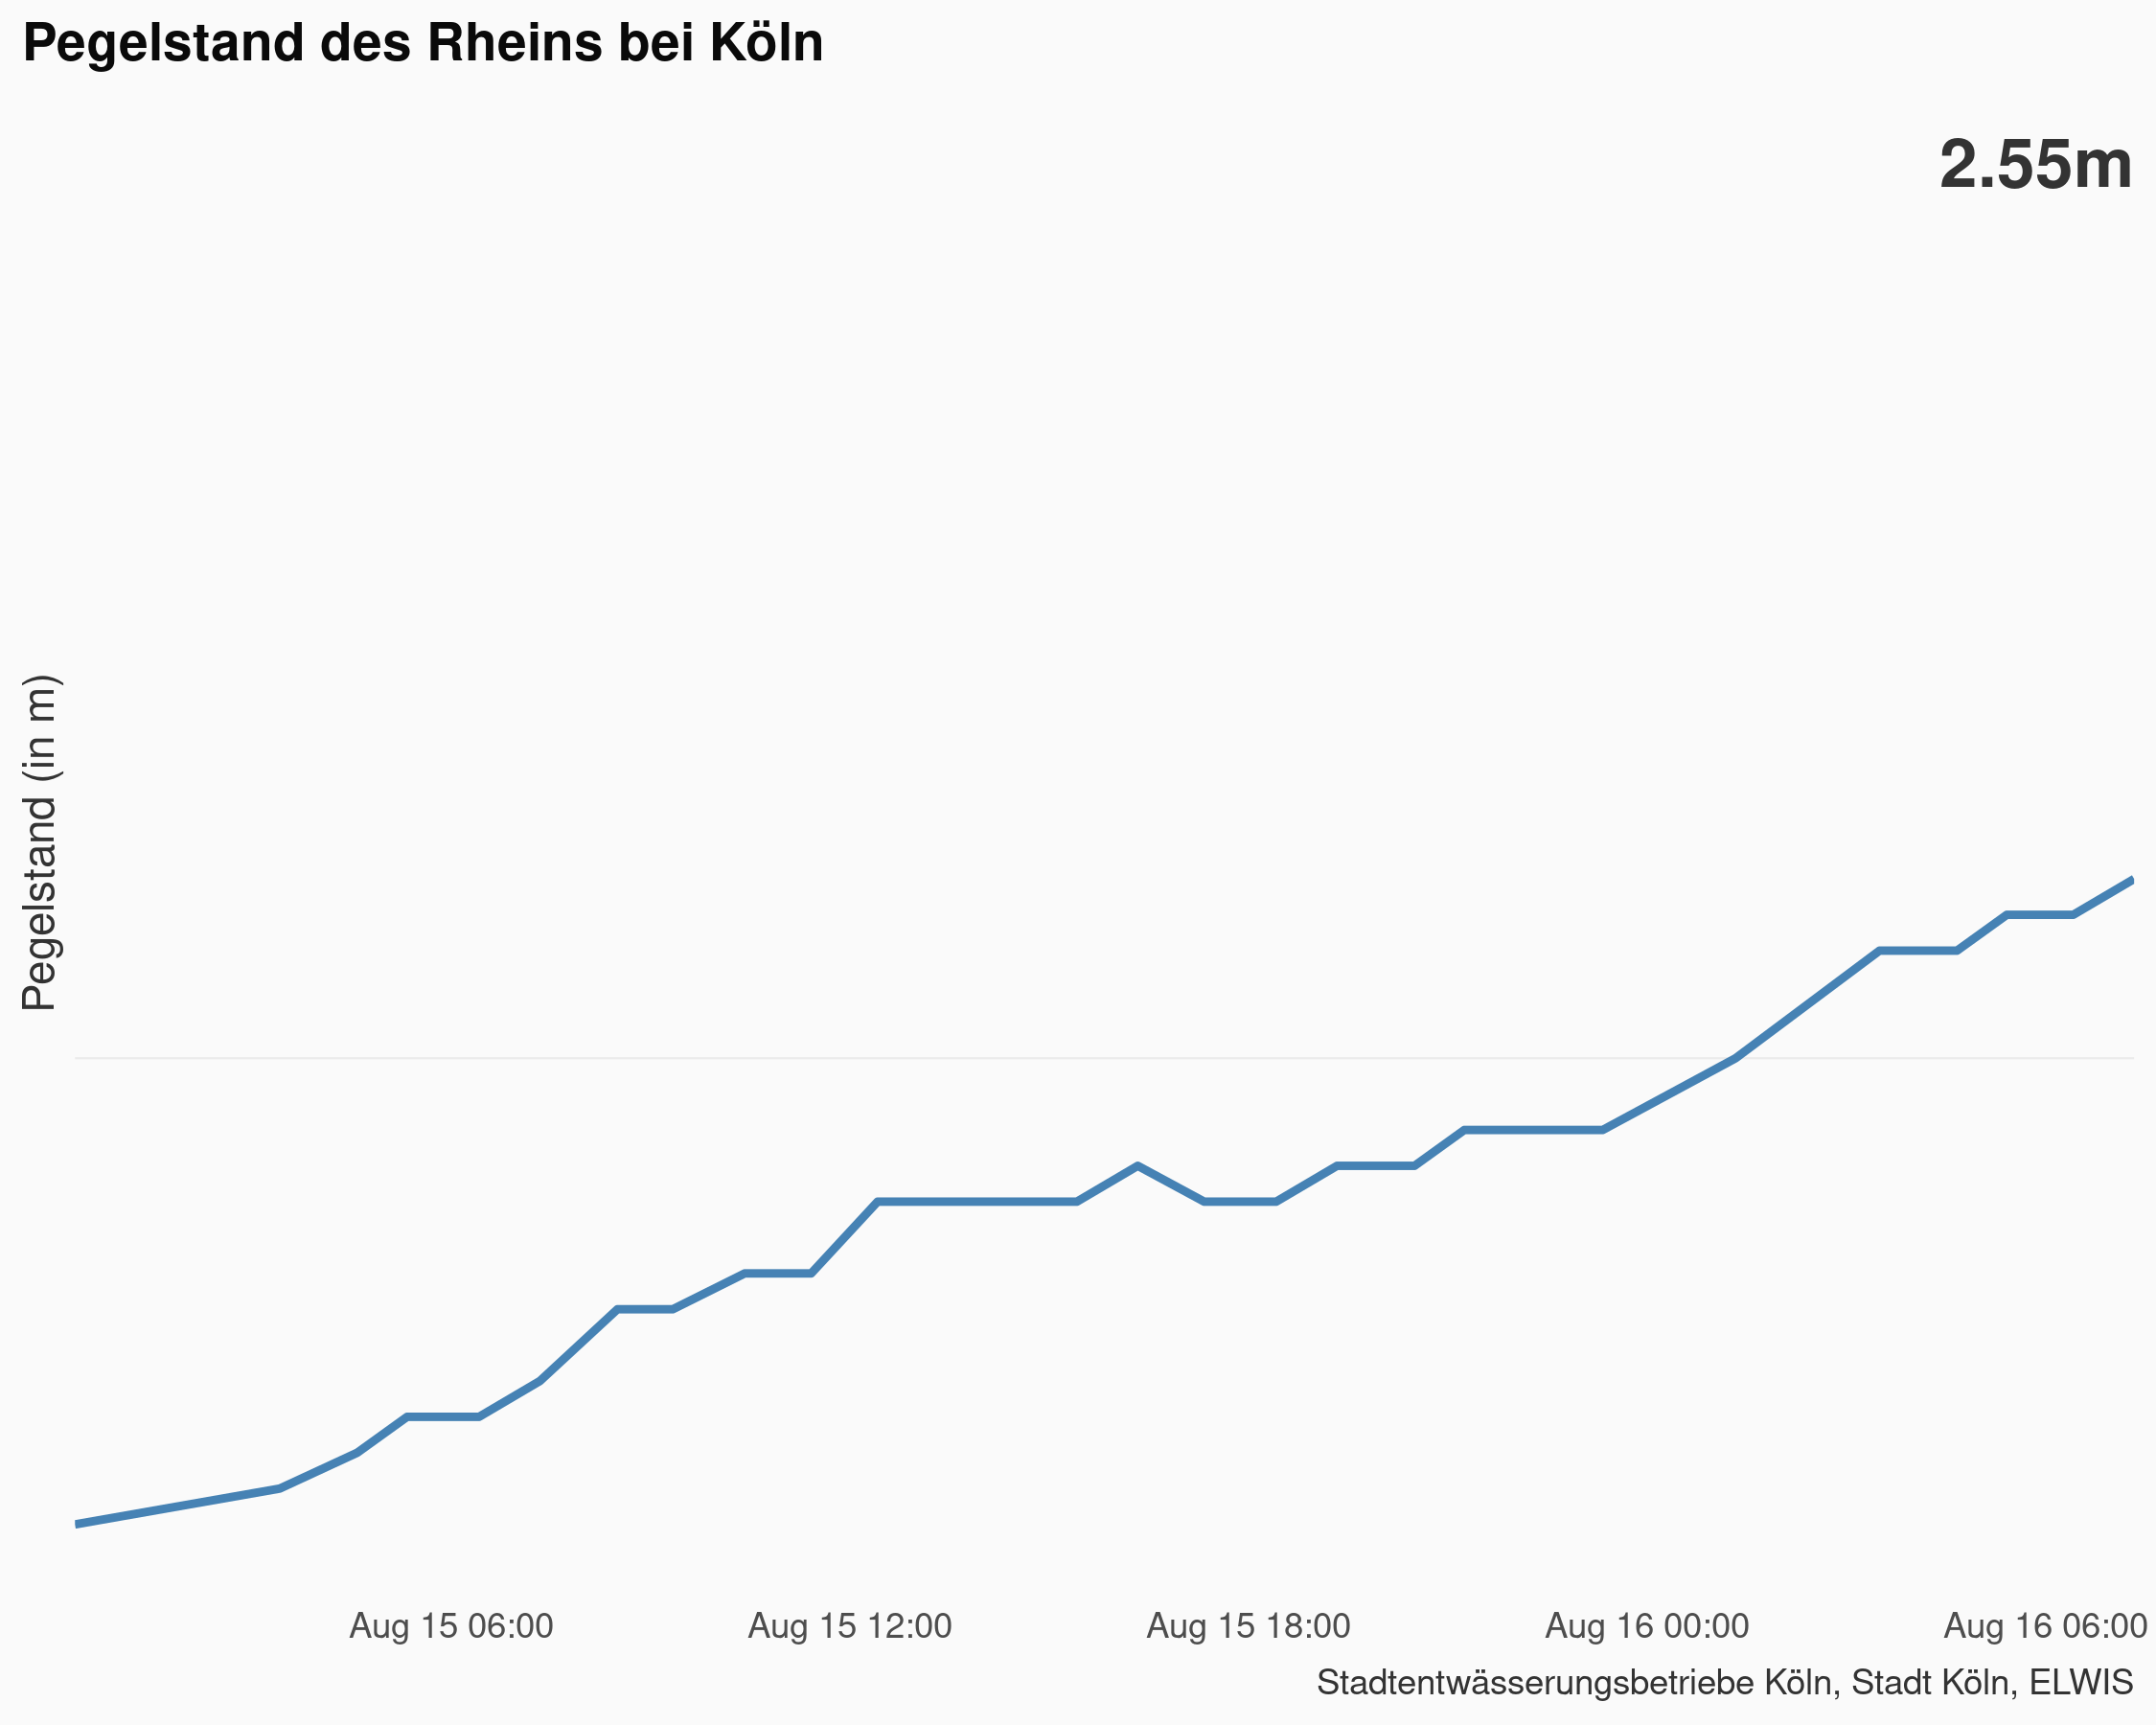 Pegelstand des Rheins bei Köln
2.55m
Pegelstand (in m)
Aug 15 06:00 Aug 15 12:00 Aug 15 18:00 Aug 16 00:00 Aug 16 06:00
Stadtentwässerungsbetriebe Köln, Stadt Köln, ELWIS